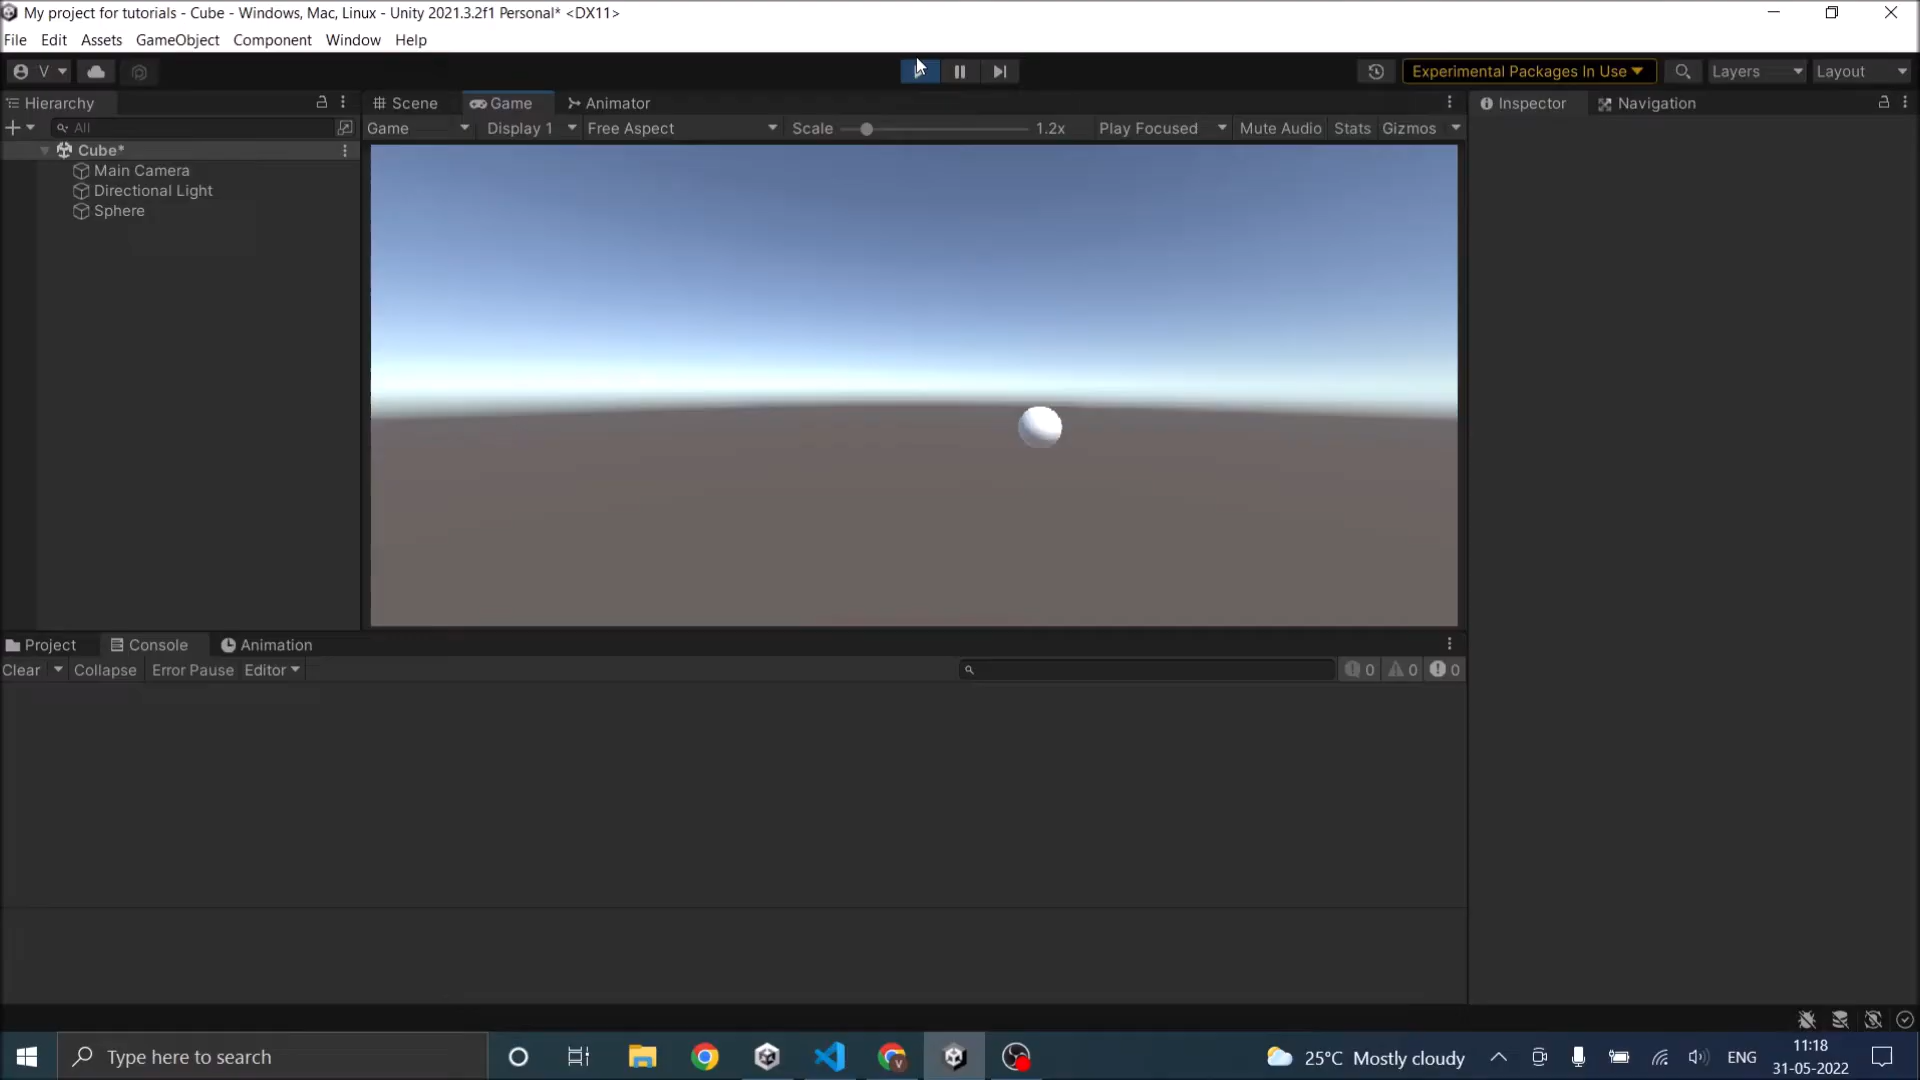 My project for tutorials - Cube - Windows, Mac, Linux - Unity 2021.3.2f1 Personal* <DX11>
File Edit Assets GameObject Component Window Help
V Experimental Packages In Use Layers Layout
Hierarchy Scene Game Animator Inspector Navigation
All Game Display 1 Free Aspect Scale 1.2x Play Focused Mute Audio Stats Gizmos
Cube*
Main Camera
Directional Light
Sphere
Project Console Animation
Clear Collapse Error Pause Editor 0 0 0
Type here to search 25°C Mostly cloudy ENG 11:18
31-05-2022